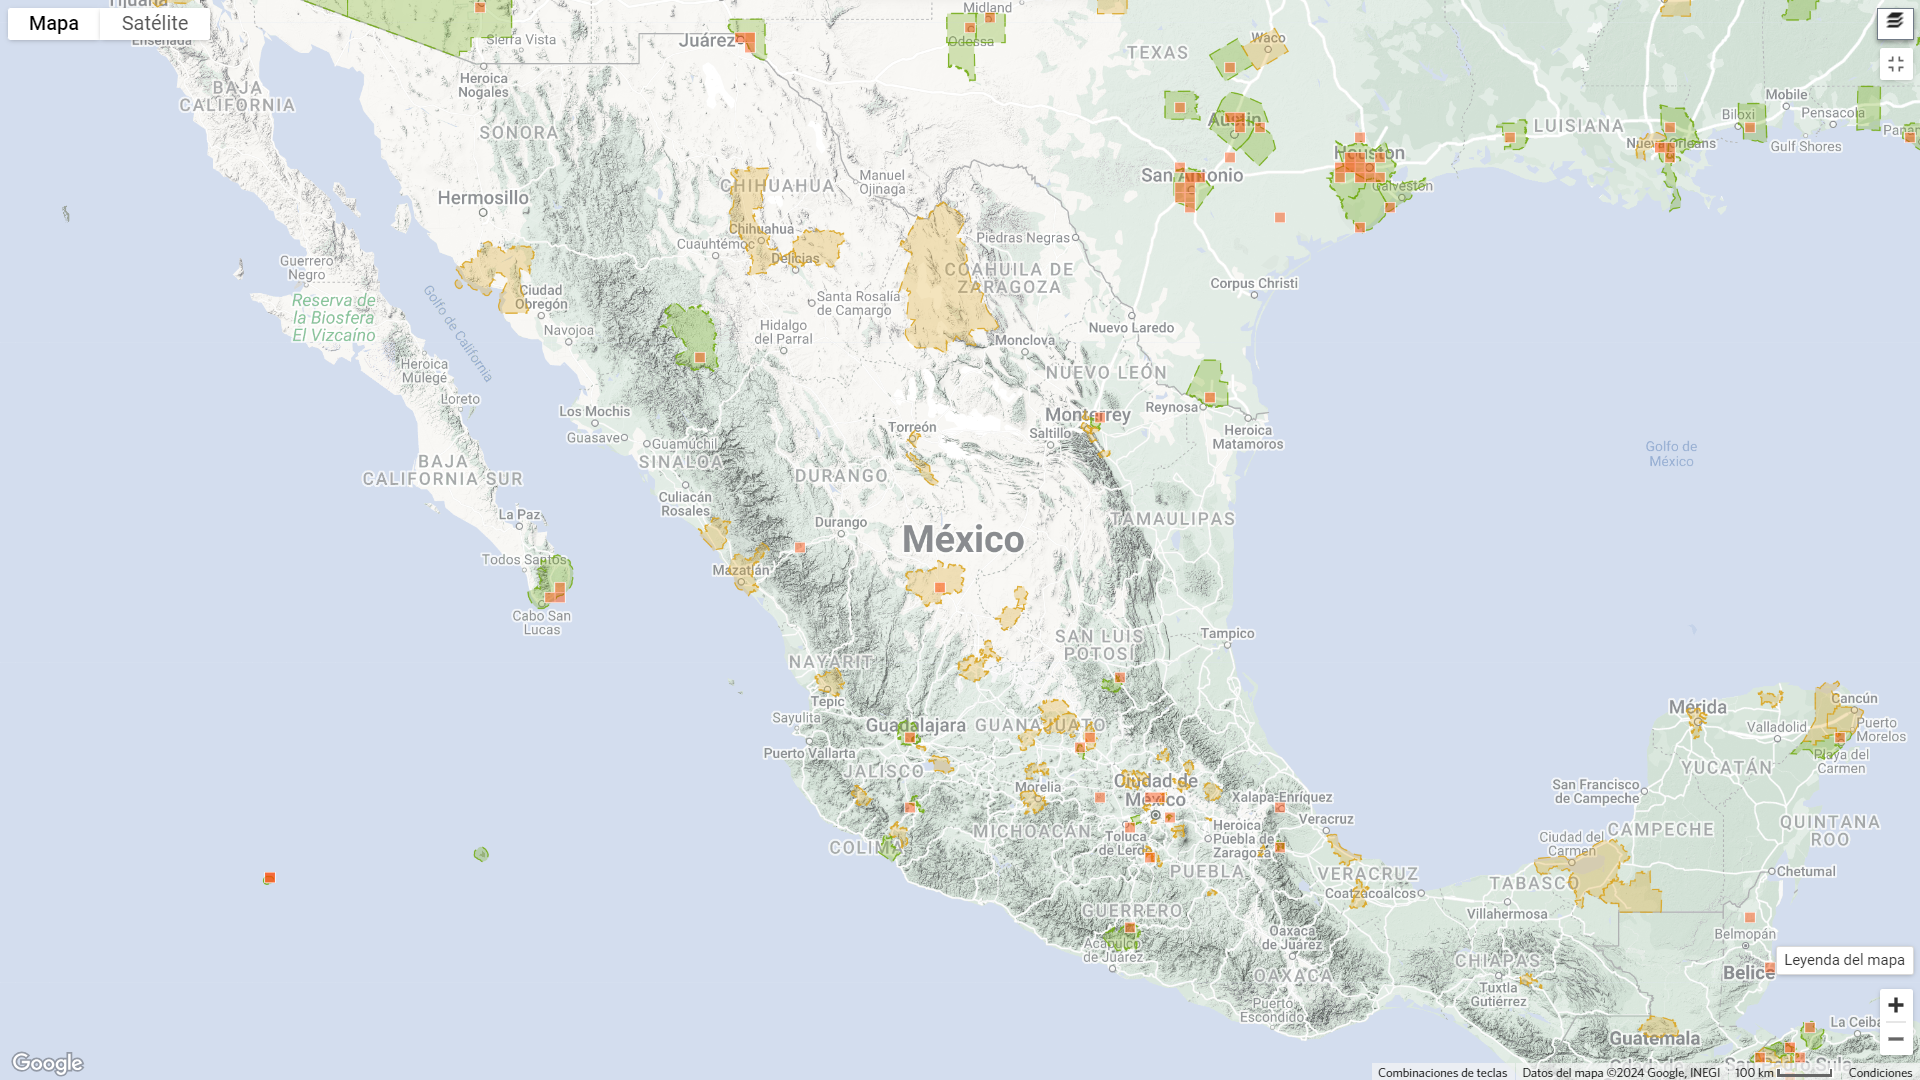 Mapa
Satélite
Tijuana
Ensenada
Sierra Vista
Juárez
Midland
Odessa
TEXAS
Waco
Heroica
Nogales
BAJA
CALIFORNIA
SONORA
Austin
Houston
LUISIANA
Mobile
Biloxi
Pensacola
Nueva Orleans
Gulf Shores
CHIHUAHUA
Manuel
Ojinaga
San Antonio
Galveston
Hermosillo
Chihuahua
Cuauhtémoc
Delicias
Piedras Negras
Guerrero
Negro
COAHUILA DE
ZARAGOZA
Corpus Christi
Reserva de
la Biosfera
El Vizcaíno
Golfo de California
Ciudad
Obregón
Navojoa
Santa Rosalía
de Camargo
Hidalgo
del Parral
Nuevo Laredo
Monclova
Heroica
Mulegé
NUEVO LEÓN
Loreto
Los Mochis
Guasave
Guamúchil
Torreón
Monterrey
Saltillo
Reynosa
Heroica
Matamoros
Golfo de
México
BAJA
CALIFORNIA SUR
SINALOA
DURANGO
Culiacán
Rosales
La Paz
Durango
TAMAULIPAS
México
Todos Santos
Mazatlán
Cabo San
Lucas
SAN LUIS
POTOSÍ
Tampico
NAYARIT
Tepic
Sayulita
Guadalajara
GUANAJUATO
Puerto Vallarta
JALISCO
Morelia
Ciudad de
México
Xalapa-Enríquez
Veracruz
Mérida
Cancún
Valladolid
Puerto
Morelos
Playa del
Carmen
YUCATÁN
San Francisco
de Campeche
COLIMA
MICHOACÁN
Toluca
de Lerdo
Heroica
Puebla de
Zaragoza
PUEBLA
VERACRUZ
Coatzacoalcos
Ciudad del
Carmen
CAMPECHE
QUINTANA
ROO
TABASCO
Chetumal
Villahermosa
GUERRERO
Acapulco
de Juárez
Oaxaca
de Juárez
OAXACA
Puerto
Escondido
CHIAPAS
Tuxtla
Gutiérrez
Belmopán
Belice
Leyenda del mapa
La Ceiba
Guatemala
San Pedro Sula
Google
Combinaciones de teclas
Datos del mapa ©2024 Google, INEGI
100 km
Condiciones